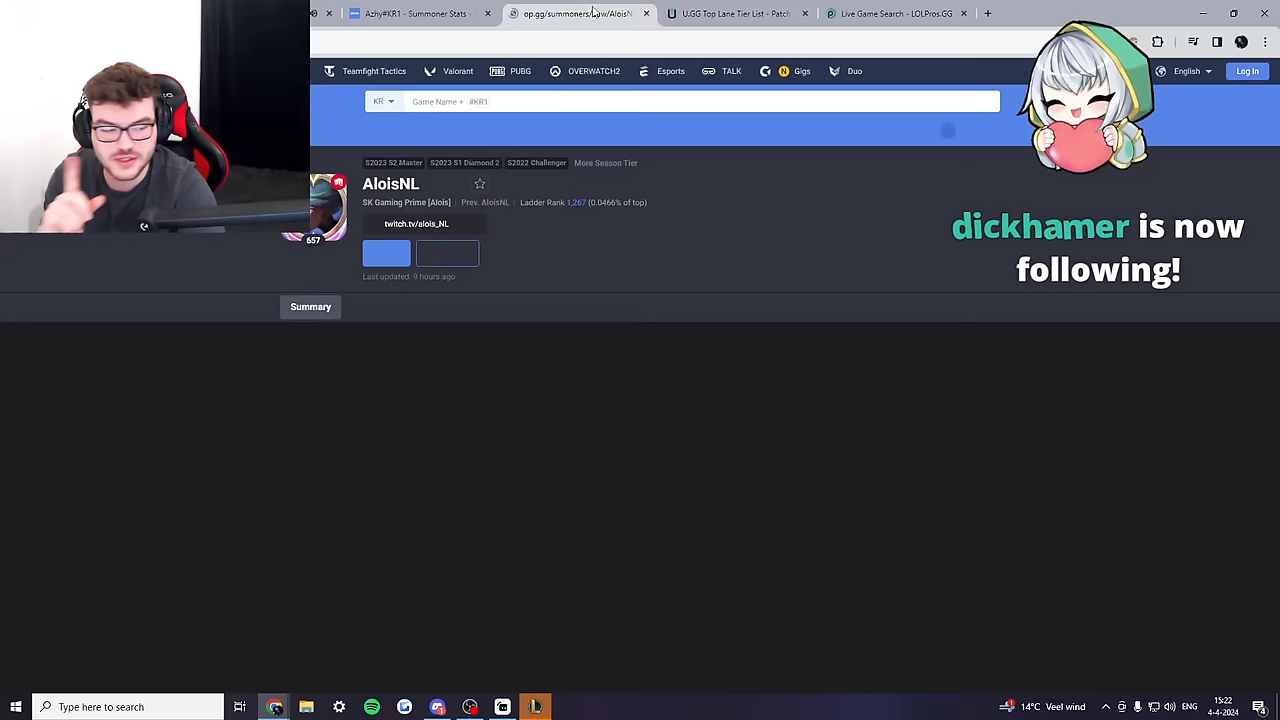 Azhy#KR1 - Summoner Stats -
op.gg/summoners/euw/AloisN
U.GG Top Lane Tier List - Patch
Live Game Search - LOLPros.GG
Teamfight Tactics
Valorant
PUBG
PUBG
OVERWATCH2
Esports
TALK
N
Gigs
Duo
English
Log In
KR
Game Name + #KR1
S2023 S2 Master
S2023 S1 Diamond 2
S2022 Challenger
More Season Tier
AloisNL
SK Gaming Prime [Alois]
Prev. AloisNL
Ladder Rank 1,267 (0.0466% of top)
twitch.tv/alois_NL
657
Last updated: 9 hours ago
Summary
dickhamer is now
following!
Type here to search
14°C Veel wind
ENG
15:22
4-4-2024